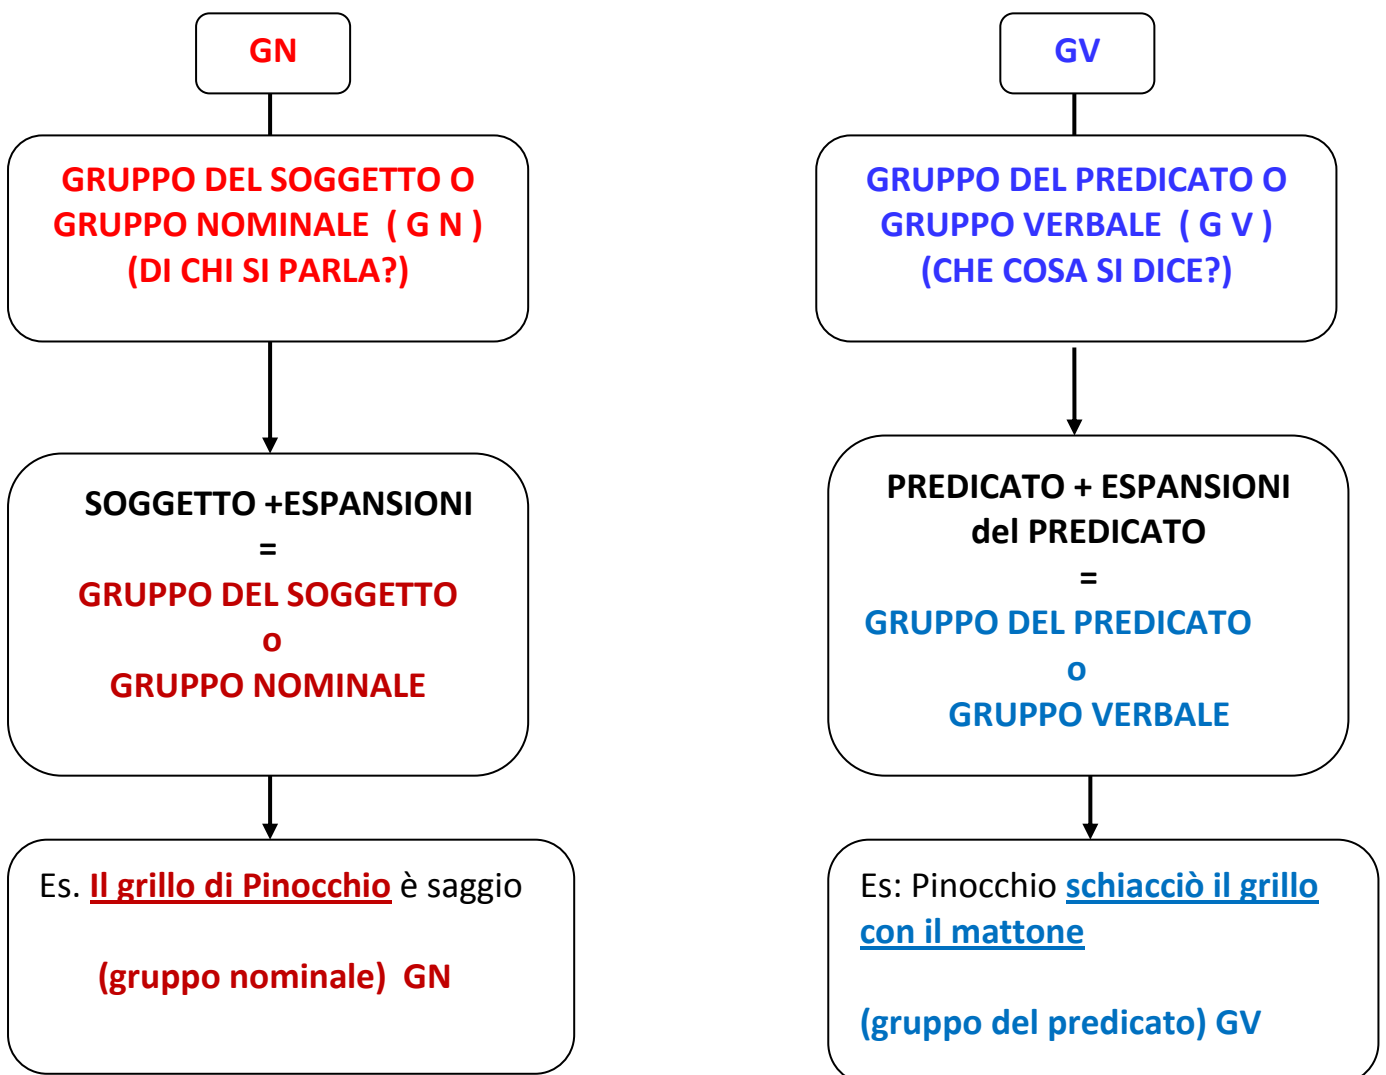 GN
GRUPPO DEL SOGGETTO O
GRUPPO NOMINALE ( G N )
(DI CHI SI PARLA?)
SOGGETTO +ESPANSIONI
=
GRUPPO DEL SOGGETTO
o
GRUPPO NOMINALE
Es. Il grillo di Pinocchio è saggio
(gruppo nominale) GN
GV
GRUPPO DEL PREDICATO O
GRUPPO VERBALE ( G V )
(CHE COSA SI DICE?)
PREDICATO + ESPANSIONI
del PREDICATO
=
GRUPPO DEL PREDICATO
o
GRUPPO VERBALE
Es: Pinocchio schiacciò il grillo
con il mattone
(gruppo del predicato) GV